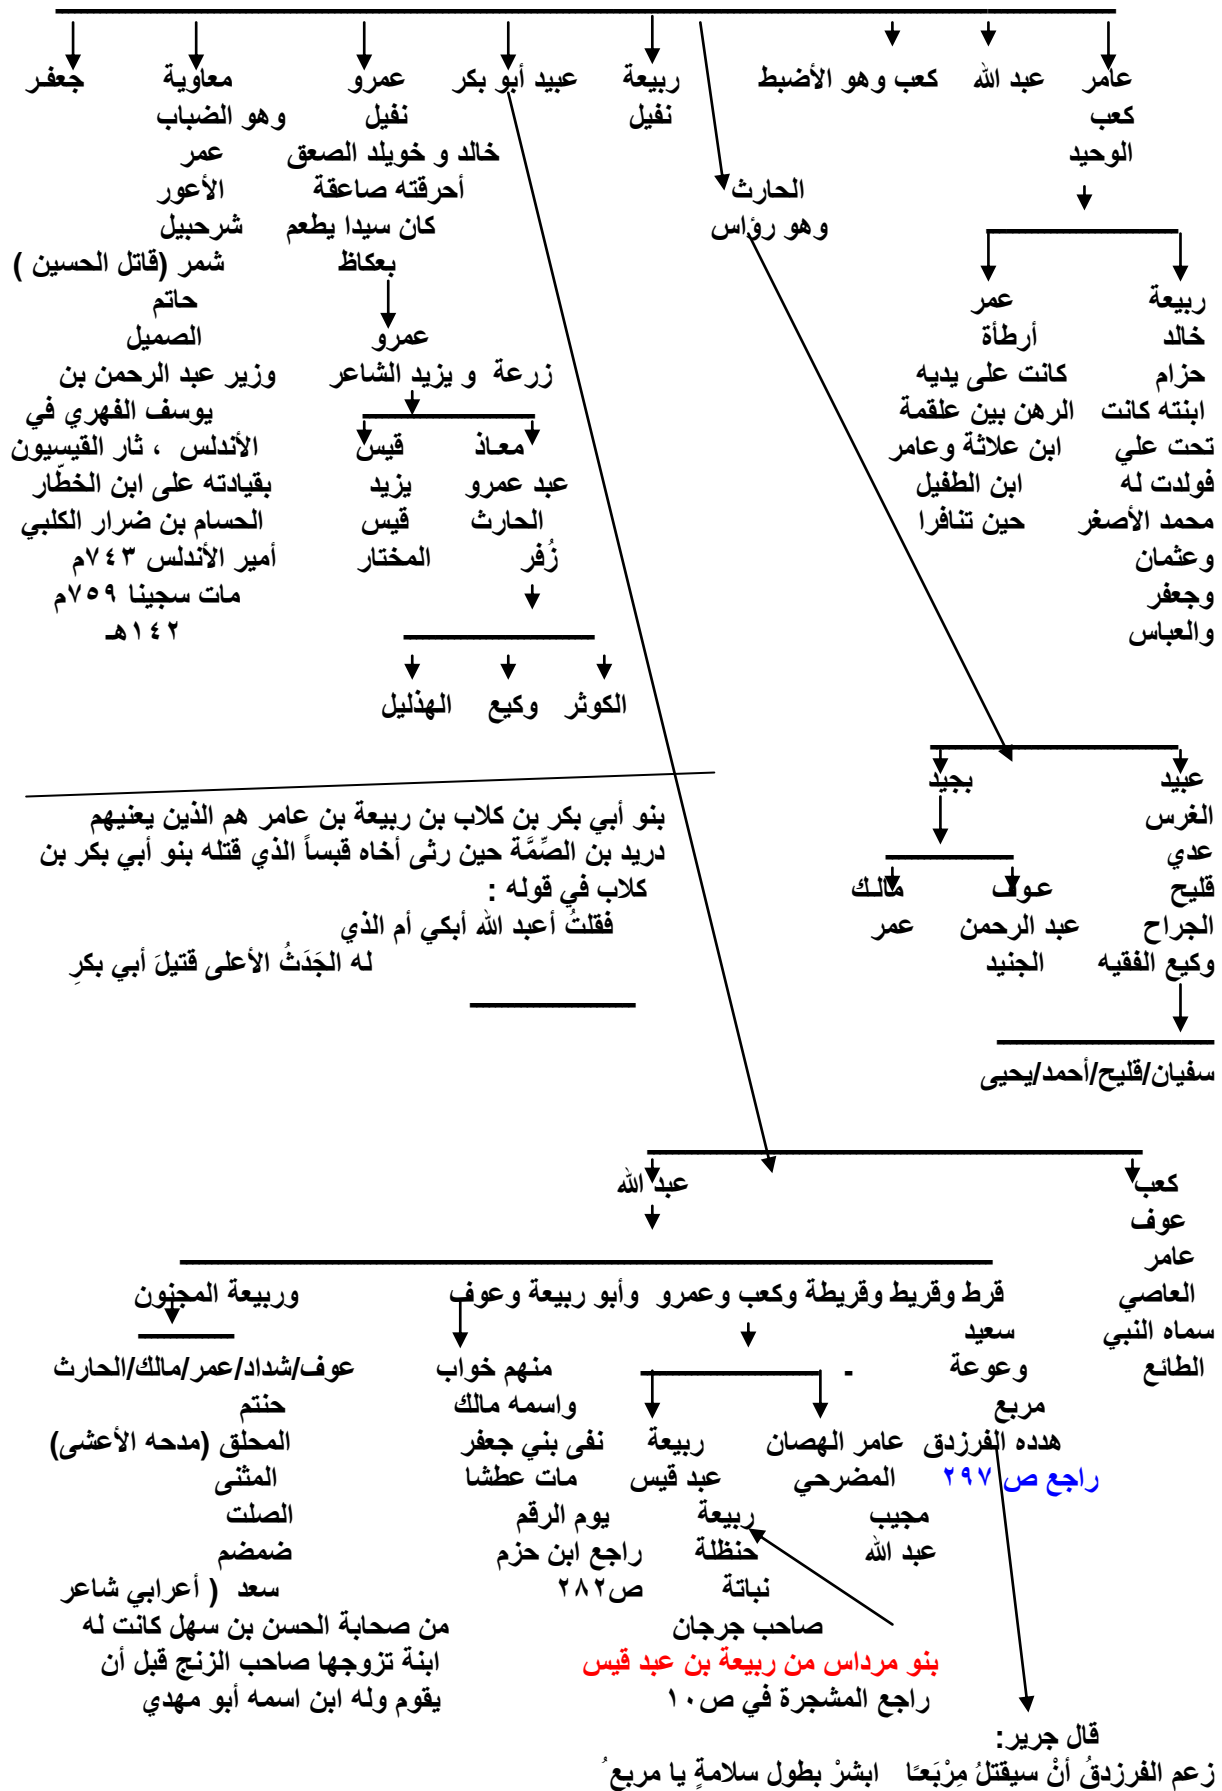 عامر عبد الله كعب وهو الأضبط ربيعة عبيد أبو بكر عمرو معاوية جعفر
كعب نفيل نفيل وهو الضباب
الوحيد خالد و خويلد الصعق عمر
الحارث أحرقته صاعقة الأعور
وهو رؤاس كان سيدا يطعم شرحبيل
بعكاظ شمر (قاتل الحسين )
ربيعة عمر حاتم
خالد أرطأة عمرو الصميل
حزام كانت على يديه زرعة و يزيد الشاعر وزير عبد الرحمن بن
ابنته كانت الرهن بين علقمة يوسف الفهري في
تحت علي ابن علاثة وعامر معاذ قيس الأندلس ، ثار القيسيون
فولدت له ابن الطفيل عبد عمرو يزيد بقيادته على ابن الخطّار
محمد الأصغر حين تنافرا الحارث قيس الحسام بن ضرار الكلبي
وعثمان زُفر المختار أمير الأندلس ٧٤٣م
وجعفر مات سجينا ٧٥٩م
والعباس ١٤٢هـ
الكوثر وكيع الهذليل
عبيد بجيد
الغرس بنو أبي بكر بن كلاب بن ربيعة بن عامر هم الذين يعنيهم
عدي دريد بن الصِّمَّة حين رثى أخاه قبساً الذي قتله بنو أبي بكر بن
قليح عوف مالك كلاب في قوله :
الجراح عبد الرحمن عمر فقلتُ أعبد الله أبكي أم الذي
وكيع الفقيه الجنيد له الجَدَثُ الأعلى قتيلَ أبي بكرِ
سفيان/قليح/أحمد/يحيى
كعب عبد الله
عوف
عامر
العاصي قرط وقريط وقريطة وكعب وعمرو وأبو ربيعة وعوف وربيعة المجنون
سماه النبي سعيد
الطائع وعوعة - منهم خواب عوف/شداد/عمر/مالك/الحارث
مربع واسمه مالك حنتم
هدده الفرزدق عامر الهصان ربيعة نفى بني جعفر المحلق (مدحه الأعشى)
راجع ص ٢٩٧ المضرحي عبد قيس مات عطشا المثنى
مجيب ربيعة يوم الرقم الصلت
عبد الله حنظلة راجع ابن حزم ضمضم
نباتة ص٢٨٢ سعد ( أعرابي شاعر
صاحب جرجان من صحابة الحسن بن سهل كانت له
بنو مرداس من ربيعة بن عبد قيس ابنة تزوجها صاحب الزنج قبل أن
راجع المشجرة في ص١٠ يقوم وله ابن اسمه أبو مهدي
قال جرير:
زعم الفرزدقُ أنْ سيقتلُ مِرْبَعًا ابشرْ بطول سلامةٍ يا مربع ُ